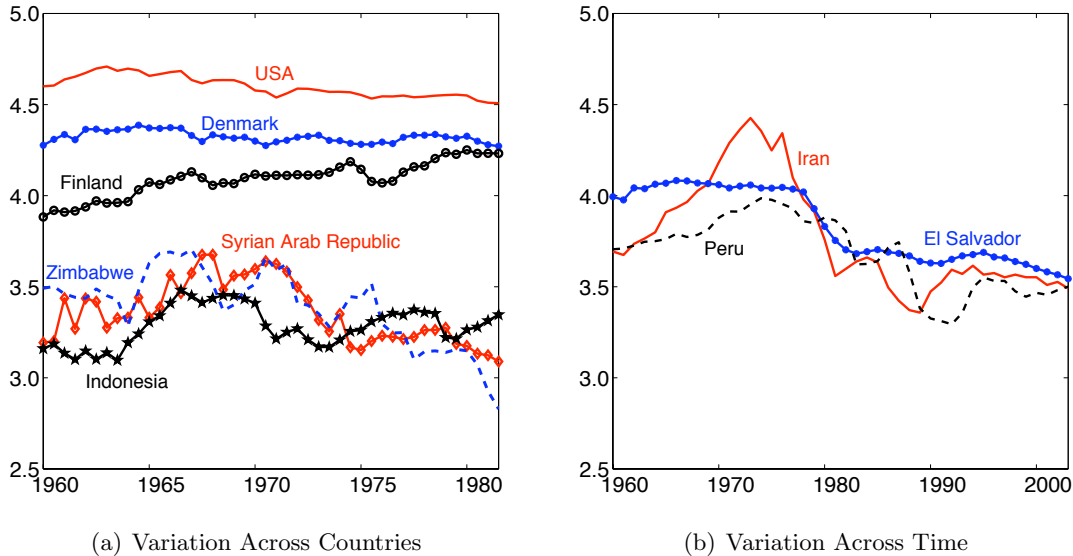 5.0
4.5
4.0
3.5
3.0
2.5
1960
1965
1970
1975
1980
USA
Denmark
Finland
Syrian Arab Republic
Zimbabwe
Indonesia
(a) Variation Across Countries
5.0
4.5
4.0
3.5
3.0
2.5
1960
1970
1980
1990
2000
Iran
Peru
El Salvador
(b) Variation Across Time